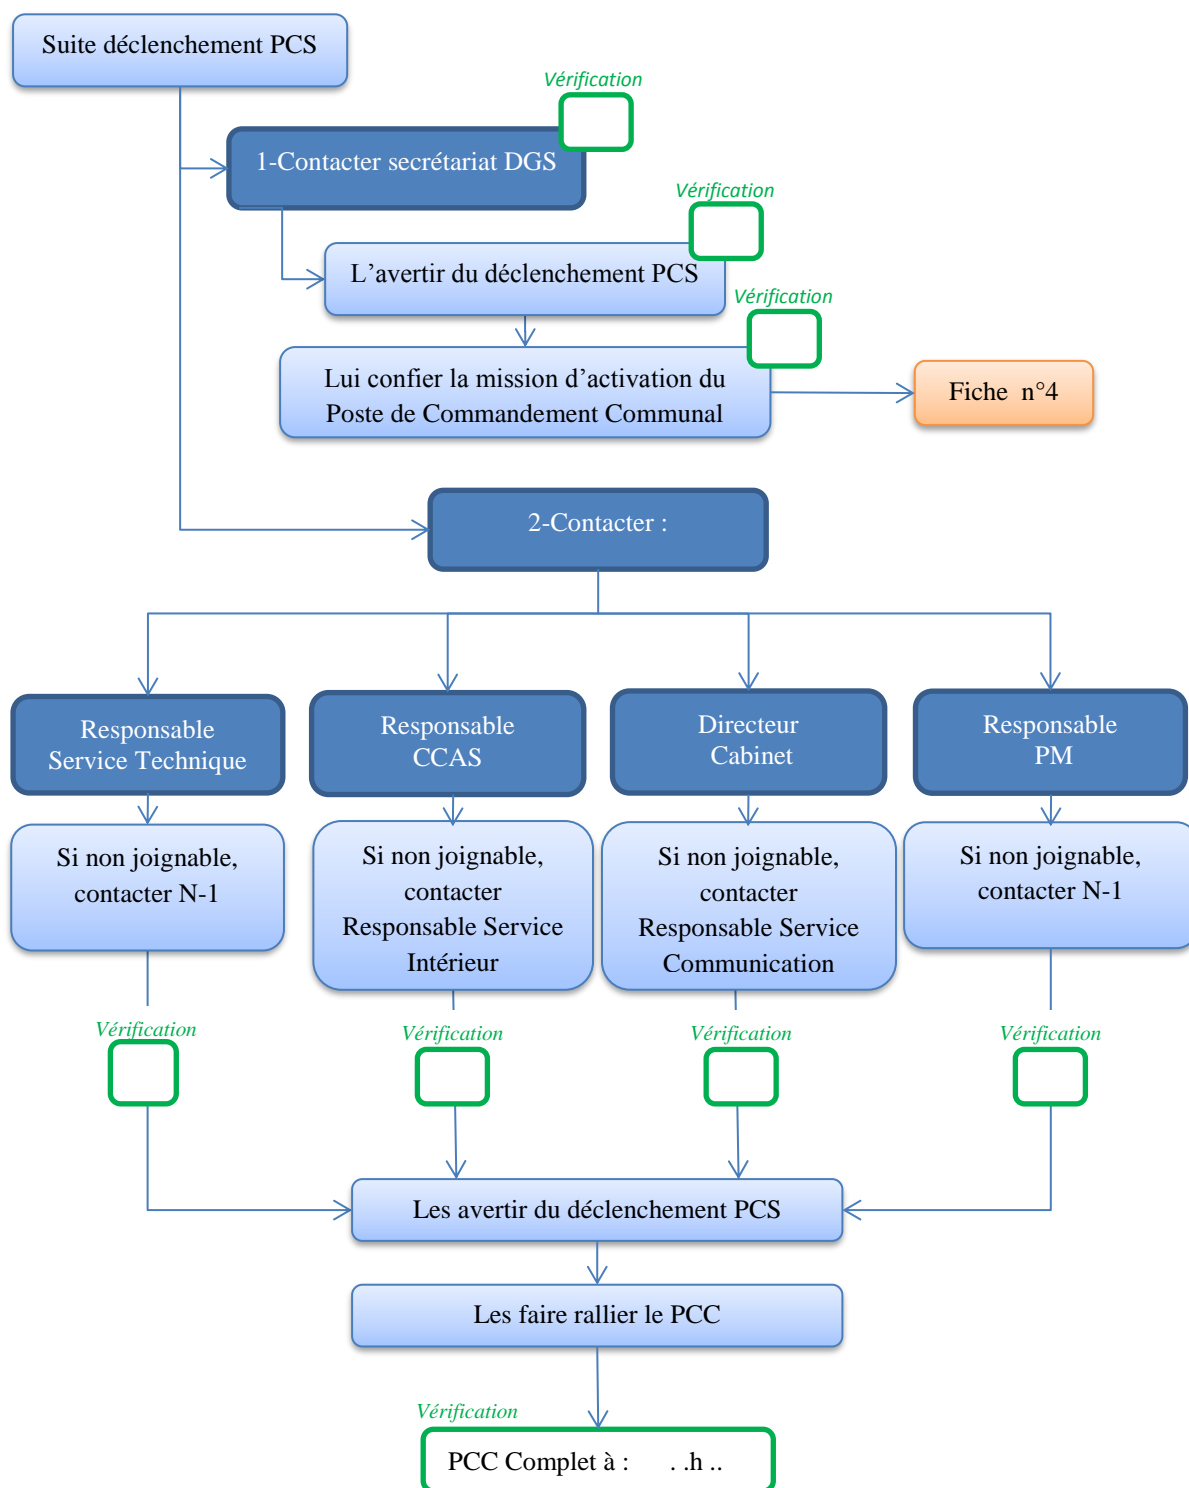 Suite déclenchement PCS
Vérification
1-Contacter secrétariat DGS
Vérification
L’avertir du déclenchement PCS
Vérification
Lui confier la mission d’activation du
Poste de Commandement Communal
Fiche n°4
2-Contacter :
Responsable
Service Technique
Responsable
CCAS
Directeur
Cabinet
Responsable
PM
Si non joignable,
contacter N-1
Si non joignable,
contacter
Responsable Service
Intérieur
Si non joignable,
contacter
Responsable Service
Communication
Si non joignable,
contacter N-1
Vérification
Vérification
Vérification
Vérification
Les avertir du déclenchement PCS
Les faire rallier le PCC
Vérification
PCC Complet à : . .h ..